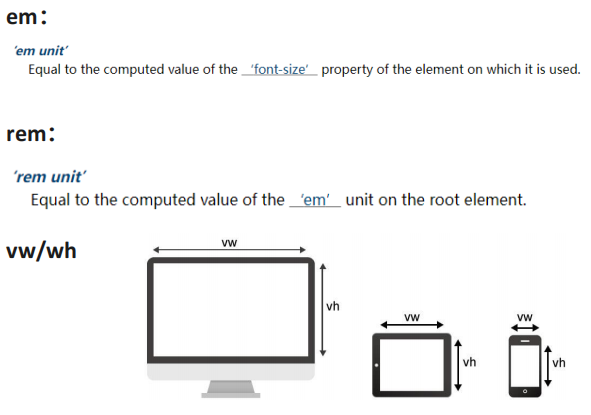 em：
‘em unit’
Equal to the computed value of the ‘font-size’ property of the element on which it is used.
rem：
‘rem unit’
Equal to the computed value of the ‘em’ unit on the root element.
vw/wh
vw
vh
vw
vh
vw
vh